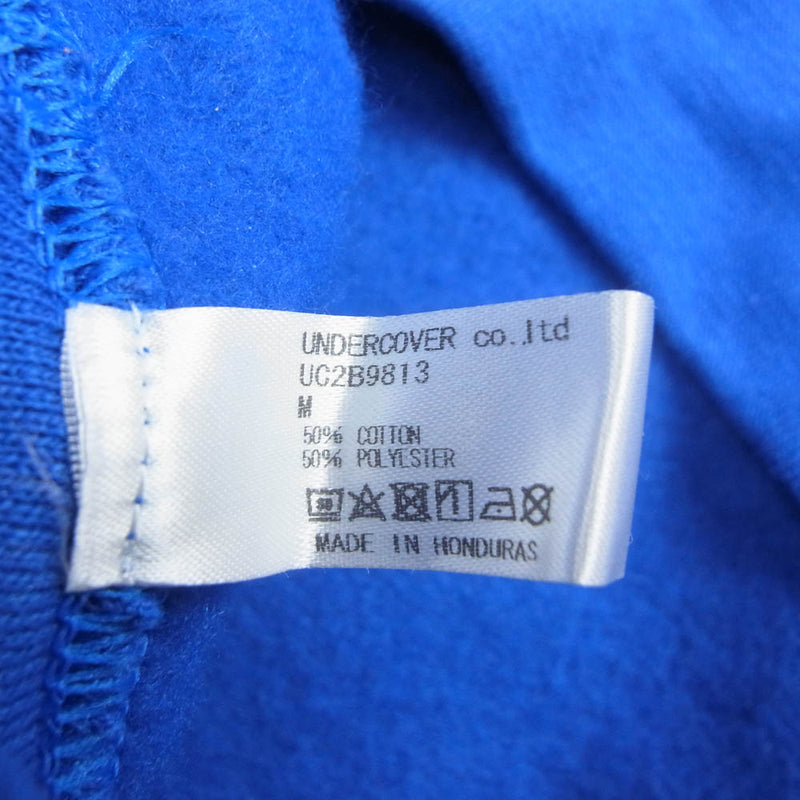 UNDERCOVER co.,ltd
UC2B9813
M
50% COTTON
50% POLYESTER
MADE IN HONDURAS